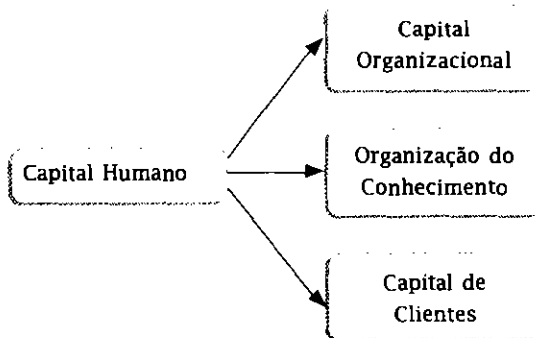 Capital
Organizacional
Capital Humano
Organização do
Conhecimento
Capital de
Clientes